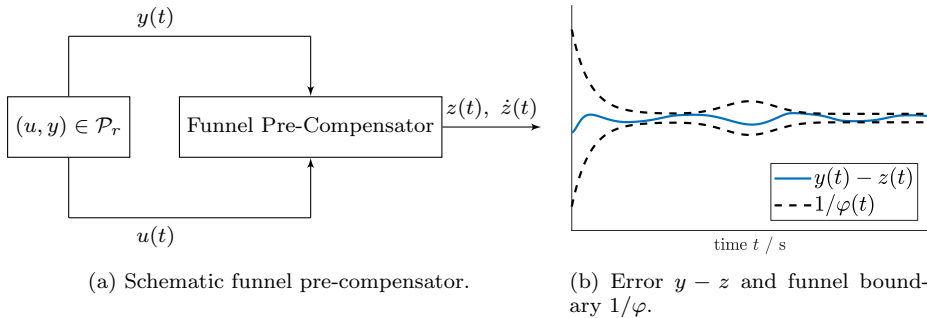 y(t)
(u, y) ∈ 𝒫_r
Funnel Pre-Compensator
z(t), ż(t)
u(t)
(a) Schematic funnel pre-compensator.
y(t) − z(t)
1/φ(t)
time t / s
(b) Error y − z and funnel bound-
ary 1/φ.